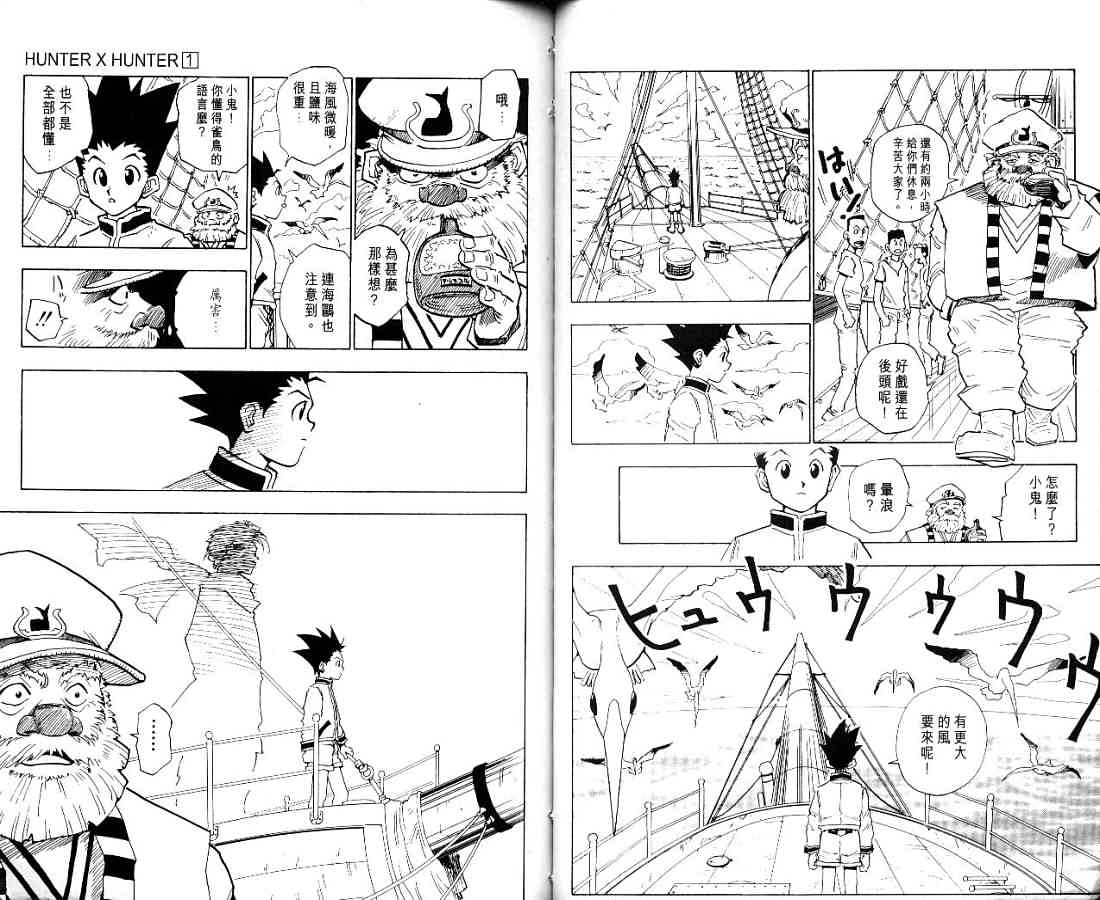 還有約兩小時
給你們休息，
辛苦大家了。
はい！
好戲還在
後頭呢！
怎麼了？
小鬼！
暈浪
嗎？
ヒュウウウウウ
有更大
的風
要來呢！
HUNTER X HUNTER 1
哦…
為甚麼
那樣想？
海風微暖，
且鹽味
很重…
連海鷗也
注意到。
小鬼！
你懂得雀鳥的
語言麼？
也不是
全部都懂…
厲害…
!!
……